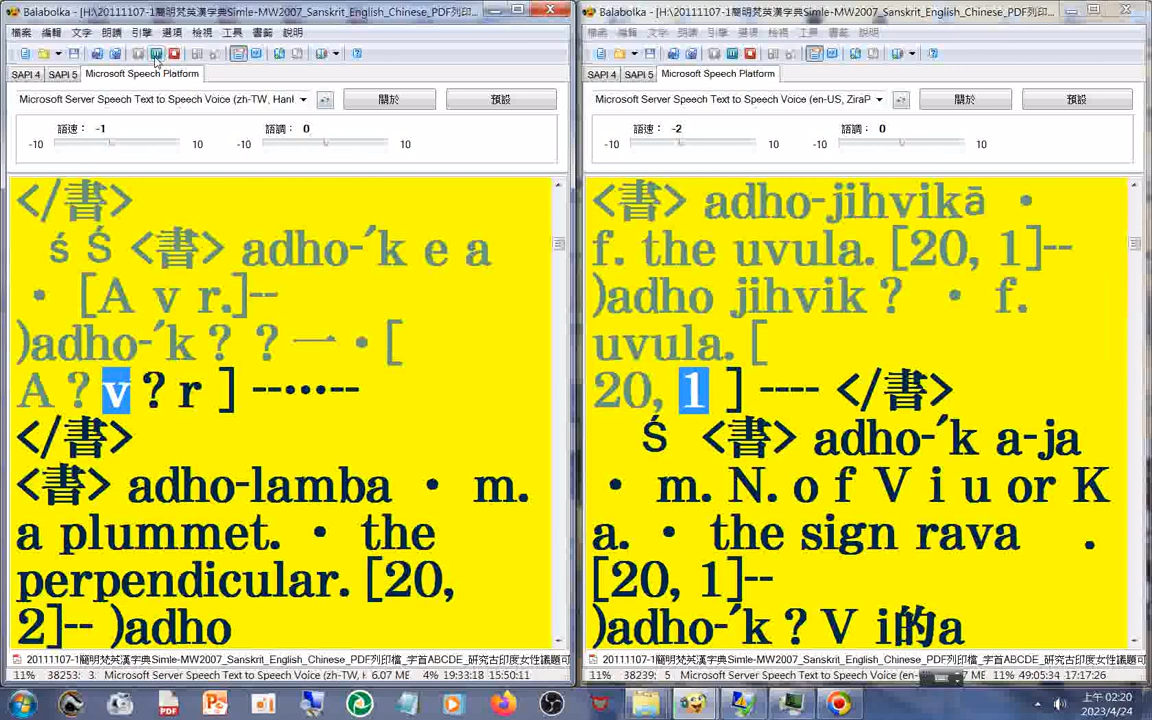 Balabolka - [H:\20111107-1簡明梵英漢字典Simle-MW2007_Sanskrit_English_Chinese_PDF列印...
檔案 編輯 文字 朗讀 引擎 選項 檢視 工具 書籤 說明
SAPI 4 SAPI 5 Microsoft Speech Platform
Microsoft Server Speech Text to Speech Voice (zh-TW, Han
關於 預設
語速： -1 語調： 0
-10 10 -10 10
</書>
ś Ś <書> adho-´k e a
• [A v r.]--
)adho-´k ? ? 一 • [
A ? v ? r ] --···--
</書>
<書> adho-lamba • m.
a plummet. • the
perpendicular. [20,
2]-- )adho
20111107-1簡明梵英漢字典Simle-MW2007_Sanskrit_English_Chinese_PDF列印檔_字首ABCDE_研究古印度女性議題可
11% 38253: 3. Microsoft Server Speech Text to Speech Voice (zh-TW, 6.07 ME 4% 19:33:18 15:50:11
Balabolka - [H:\20111107-1簡明梵英漢字典Simle-MW2007_Sanskrit_English_Chinese_PDF列印...
檔案 編輯 文字 朗讀 引擎 選項 檢視 工具 書籤 說明
SAPI 4 SAPI 5 Microsoft Speech Platform
Microsoft Server Speech Text to Speech Voice (en-US, ZiraP
關於 預設
語速： -2 語調： 0
-10 10 -10 10
<書> adho-jihvikā •
f. the uvula. [20, 1]--
)adho jihvik ? • f.
uvula. [
20, 1 ] ---- </書>
Ś <書> adho-´k a-ja
• m. N. o f V i u or K
a. • the sign rava .
[20, 1]--
)adho-´k ? V i的a
20111107-1簡明梵英漢字典Simle-MW2007_Sanskrit_English_Chinese_PDF列印檔_字首ABCDE_研究古印度女性議題可
11% 38239: 5 Microsoft Server Speech Text to Speech Voice 11% 49:05:34 17:17:26
上午 02:20
2023/4/24